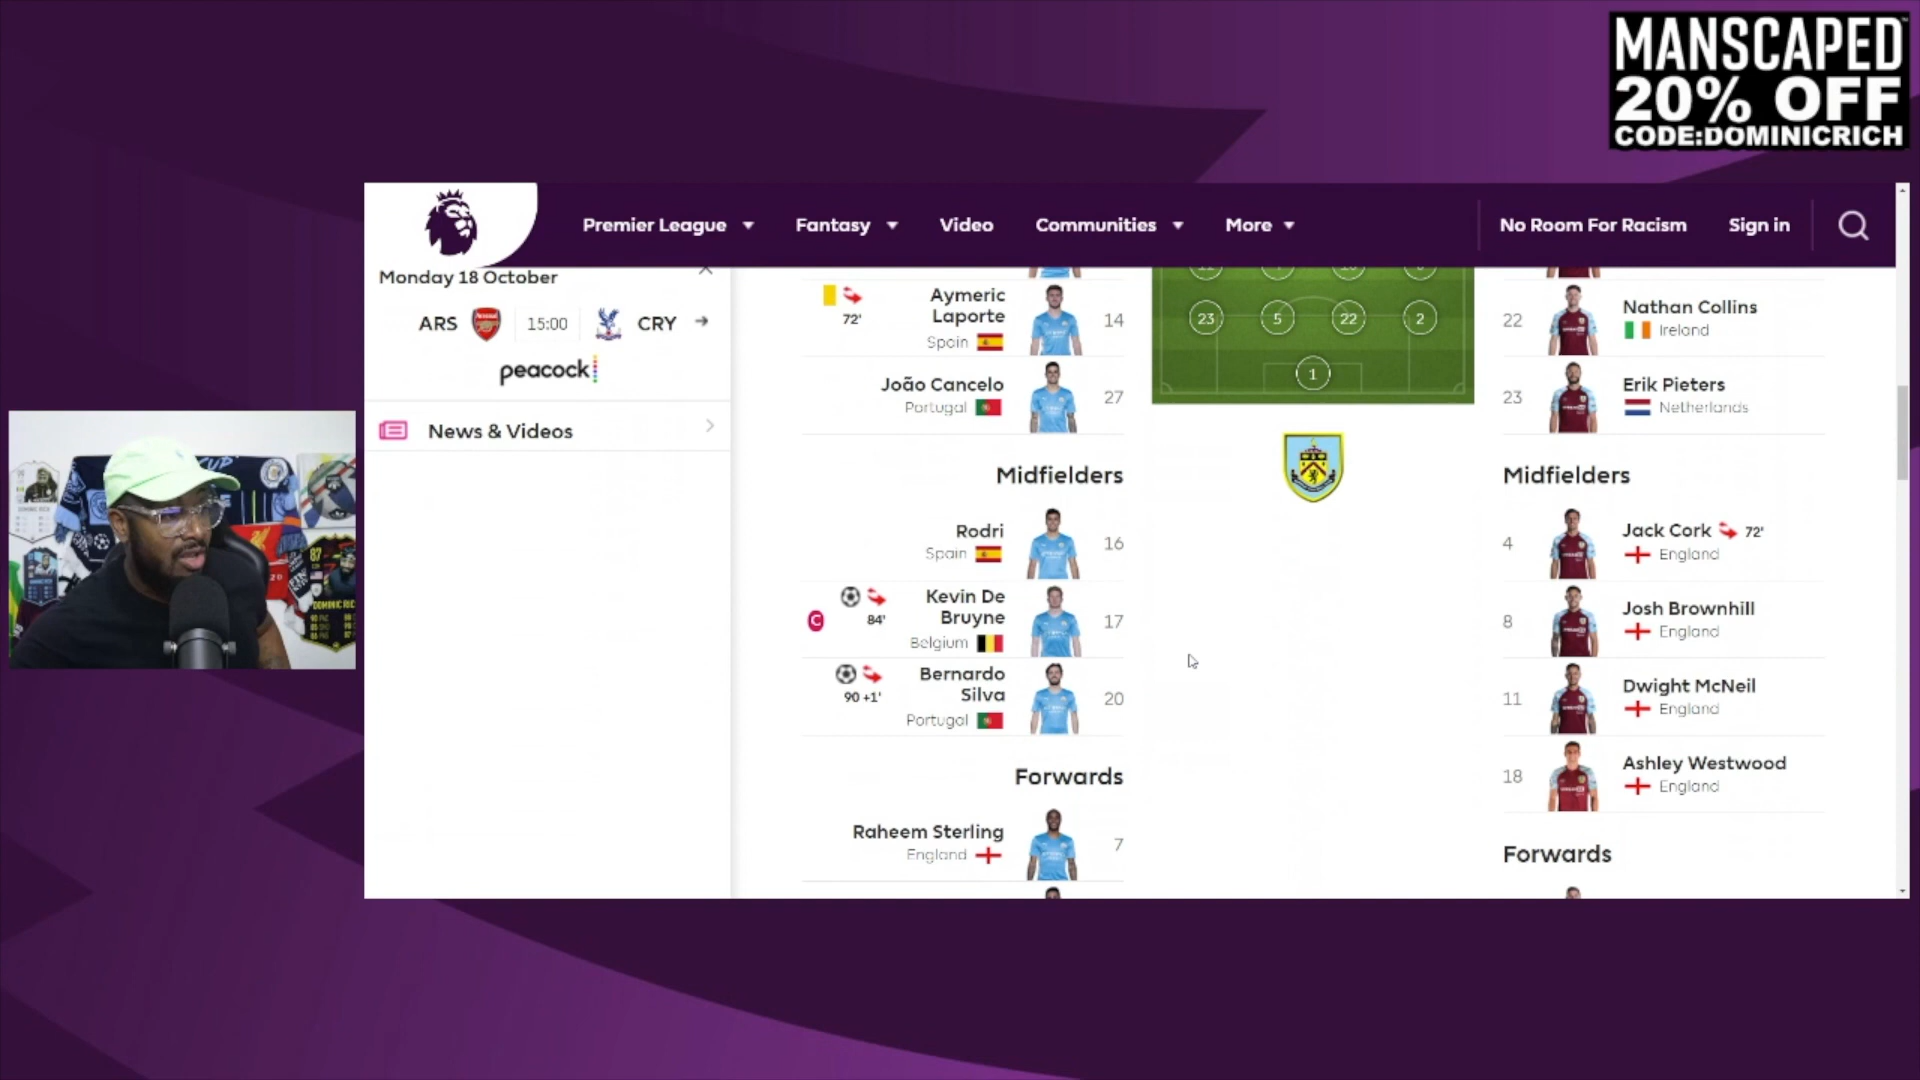 MANSCAPED
20% OFF
CODE:DOMINICRICH
Premier League
Fantasy
Video
Communities
More
No Room For Racism
Sign in
Monday 18 October
ARS
15:00
CRY
peacock
News & Videos
Aymeric
Laporte
72'
Spain
14
João Cancelo
Portugal
27
Midfielders
Rodri
Spain
16
C
84'
Kevin De
Bruyne
Belgium
17
90 +1'
Bernardo
Silva
Portugal
20
Forwards
Raheem Sterling
England
7
23
5
22
2
1
22
Nathan Collins
Ireland
23
Erik Pieters
Netherlands
Midfielders
4
Jack Cork
72'
England
8
Josh Brownhill
England
11
Dwight McNeil
England
18
Ashley Westwood
England
Forwards
CUP
87
DOMINIC RIC